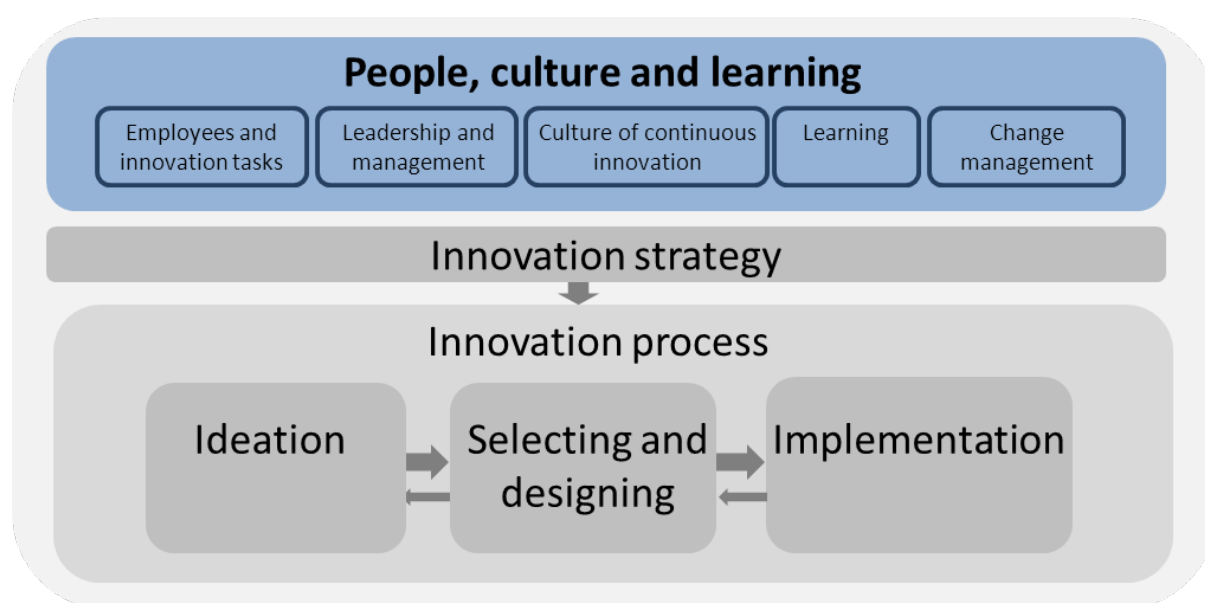 People, culture and learning
Employees and
innovation tasks
Leadership and
management
Culture of continuous
innovation
Learning
Change
management
Innovation strategy
Innovation process
Ideation
Selecting and
designing
Implementation